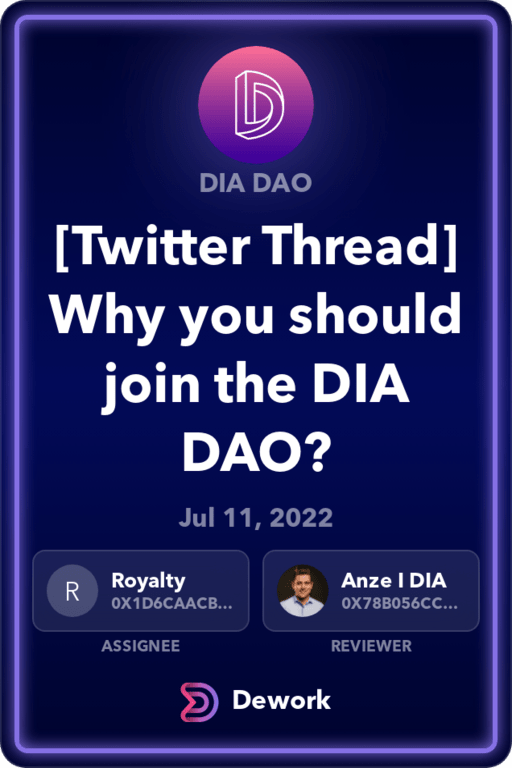 DIA DAO
[Twitter Thread]
Why you should
join the DIA
DAO?
Jul 11, 2022
R
Royalty
0X1D6CAACB...
ASSIGNEE
Anze I DIA
0X78B056CC...
REVIEWER
Dework